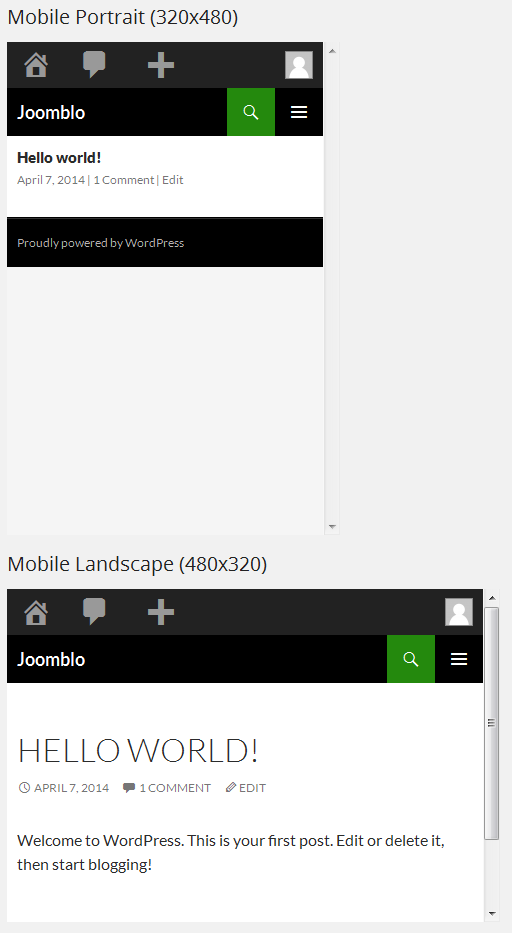 Mobile Portrait (320x480)
Joomblo
Hello world!
April 7, 2014 | 1 Comment | Edit
Proudly powered by WordPress
Mobile Landscape (480x320)
Joomblo
HELLO WORLD!
APRIL 7, 2014 1 COMMENT EDIT
Welcome to WordPress. This is your first post. Edit or delete it,
then start blogging!